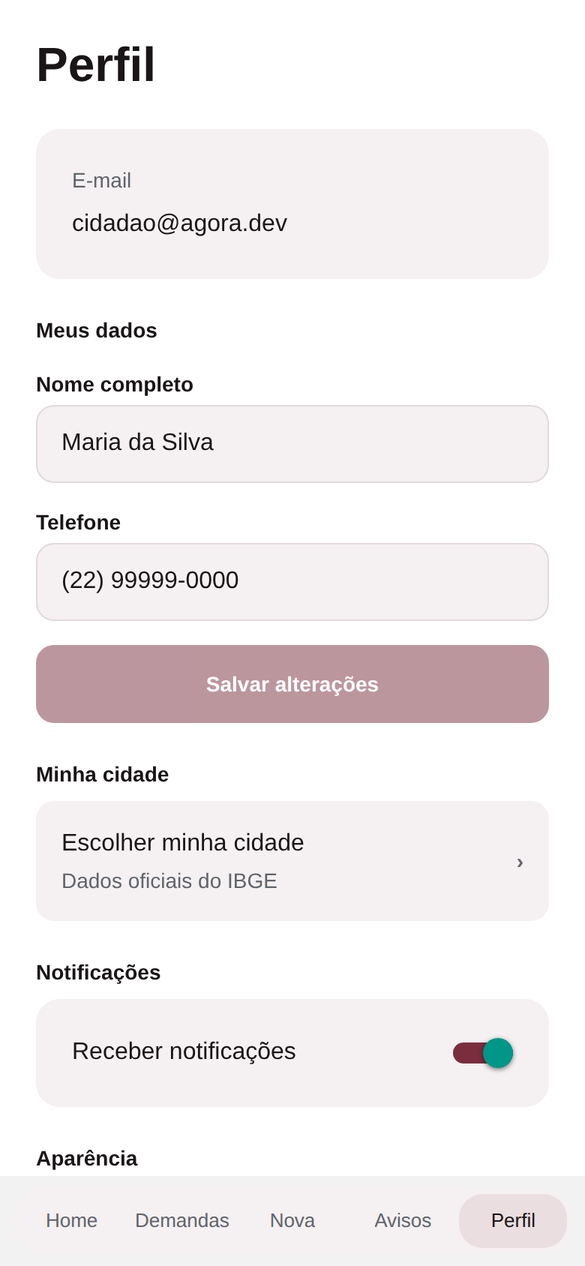 Perfil
E-mail
cidadao@agora.dev
Meus dados
Nome completo
Maria da Silva
Telefone
(22) 99999-0000
Salvar alterações
Minha cidade
Escolher minha cidade
Dados oficiais do IBGE
›
Notificações
Receber notificações
Aparência
Home Demandas Nova Avisos Perfil